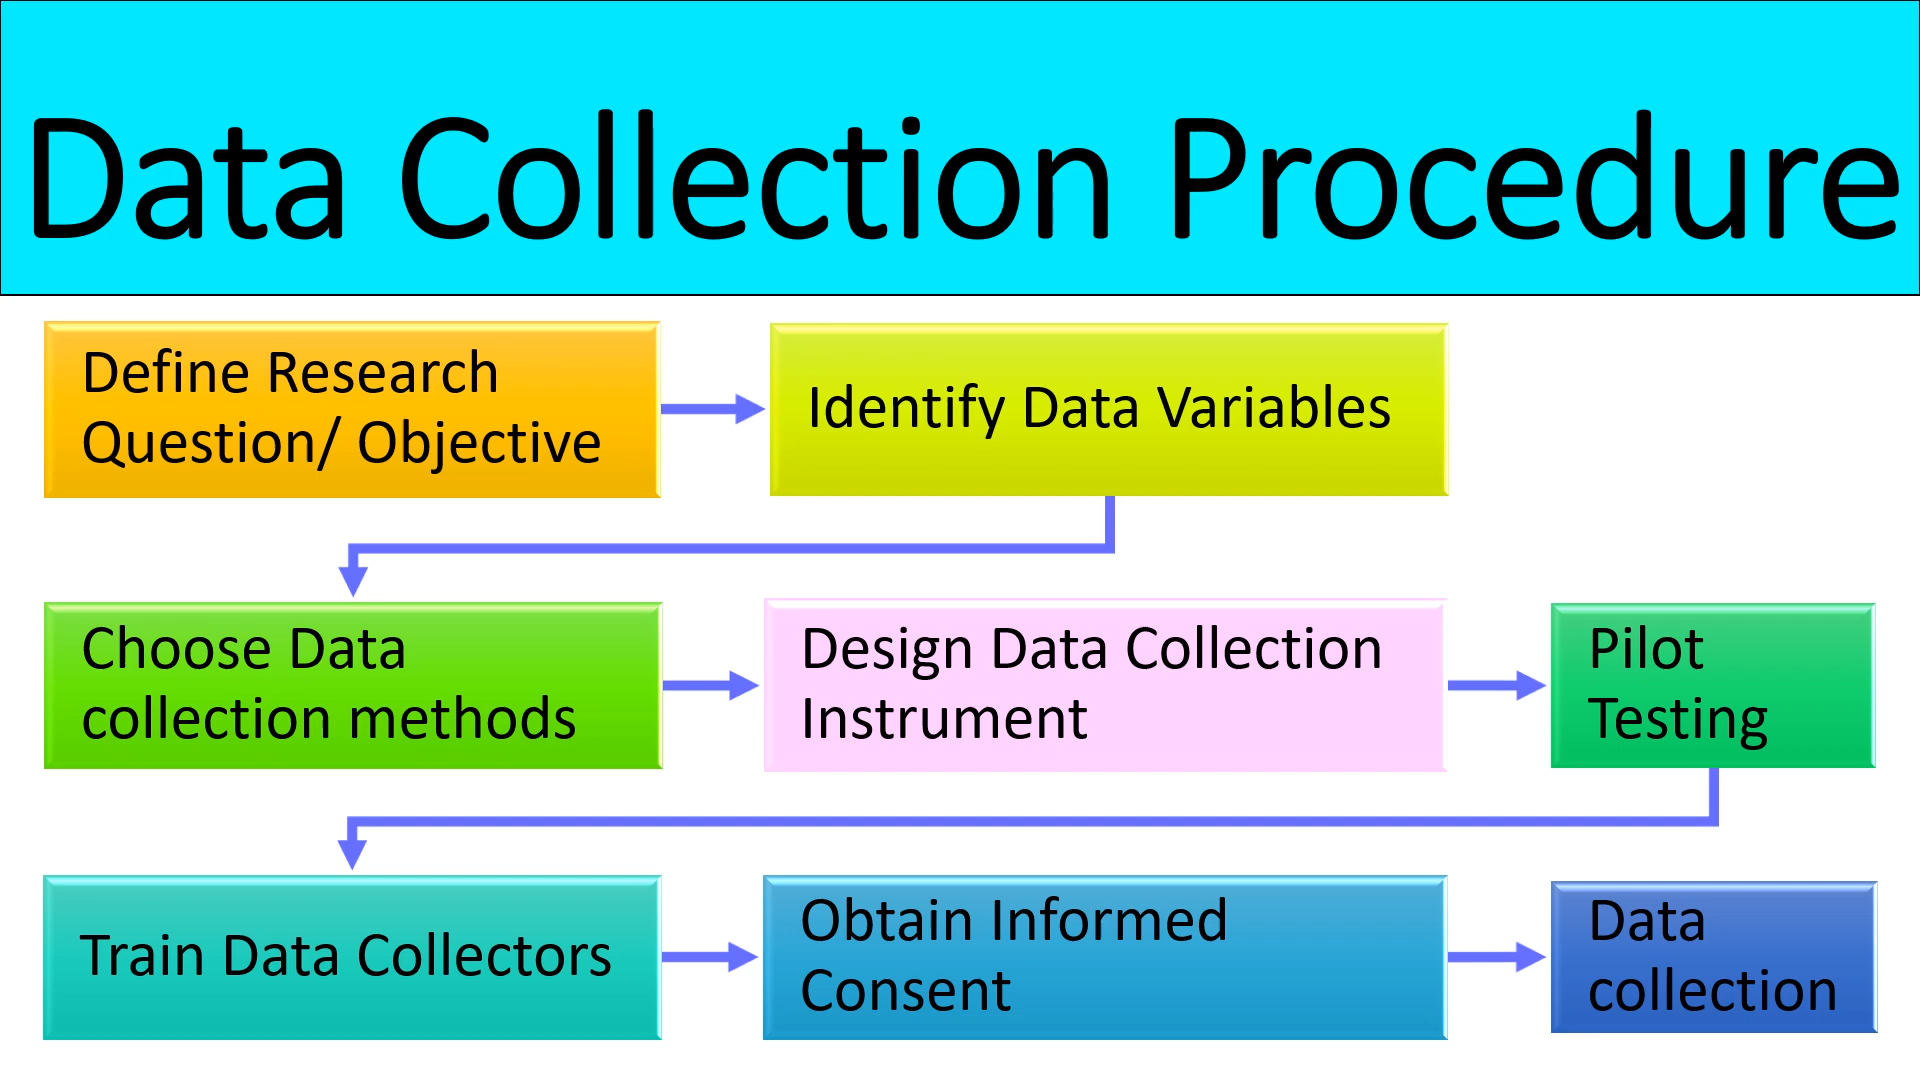 Data Collection Procedure
Define Research
Question/ Objective
Identify Data Variables
Choose Data
collection methods
Design Data Collection
Instrument
Pilot
Testing
Train Data Collectors
Obtain Informed
Consent
Data
collection